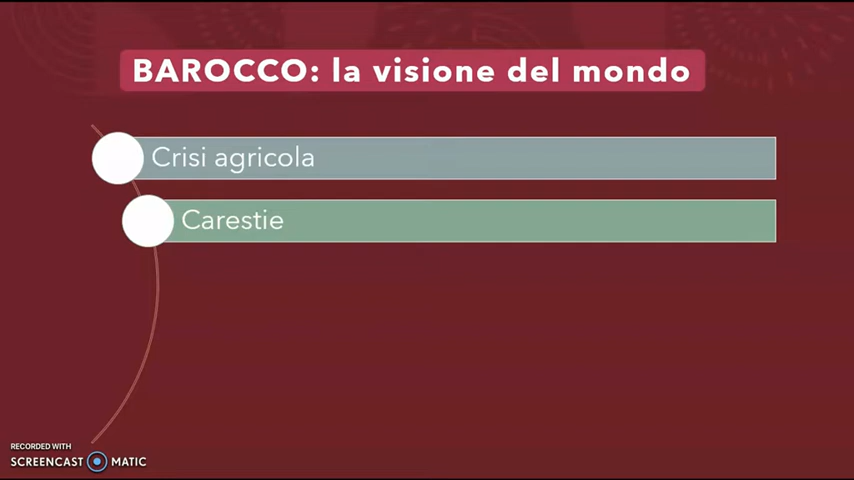 BAROCCO: la visione del mondo
Crisi agricola
Carestie
RECORDED WITH
SCREENCAST MATIC